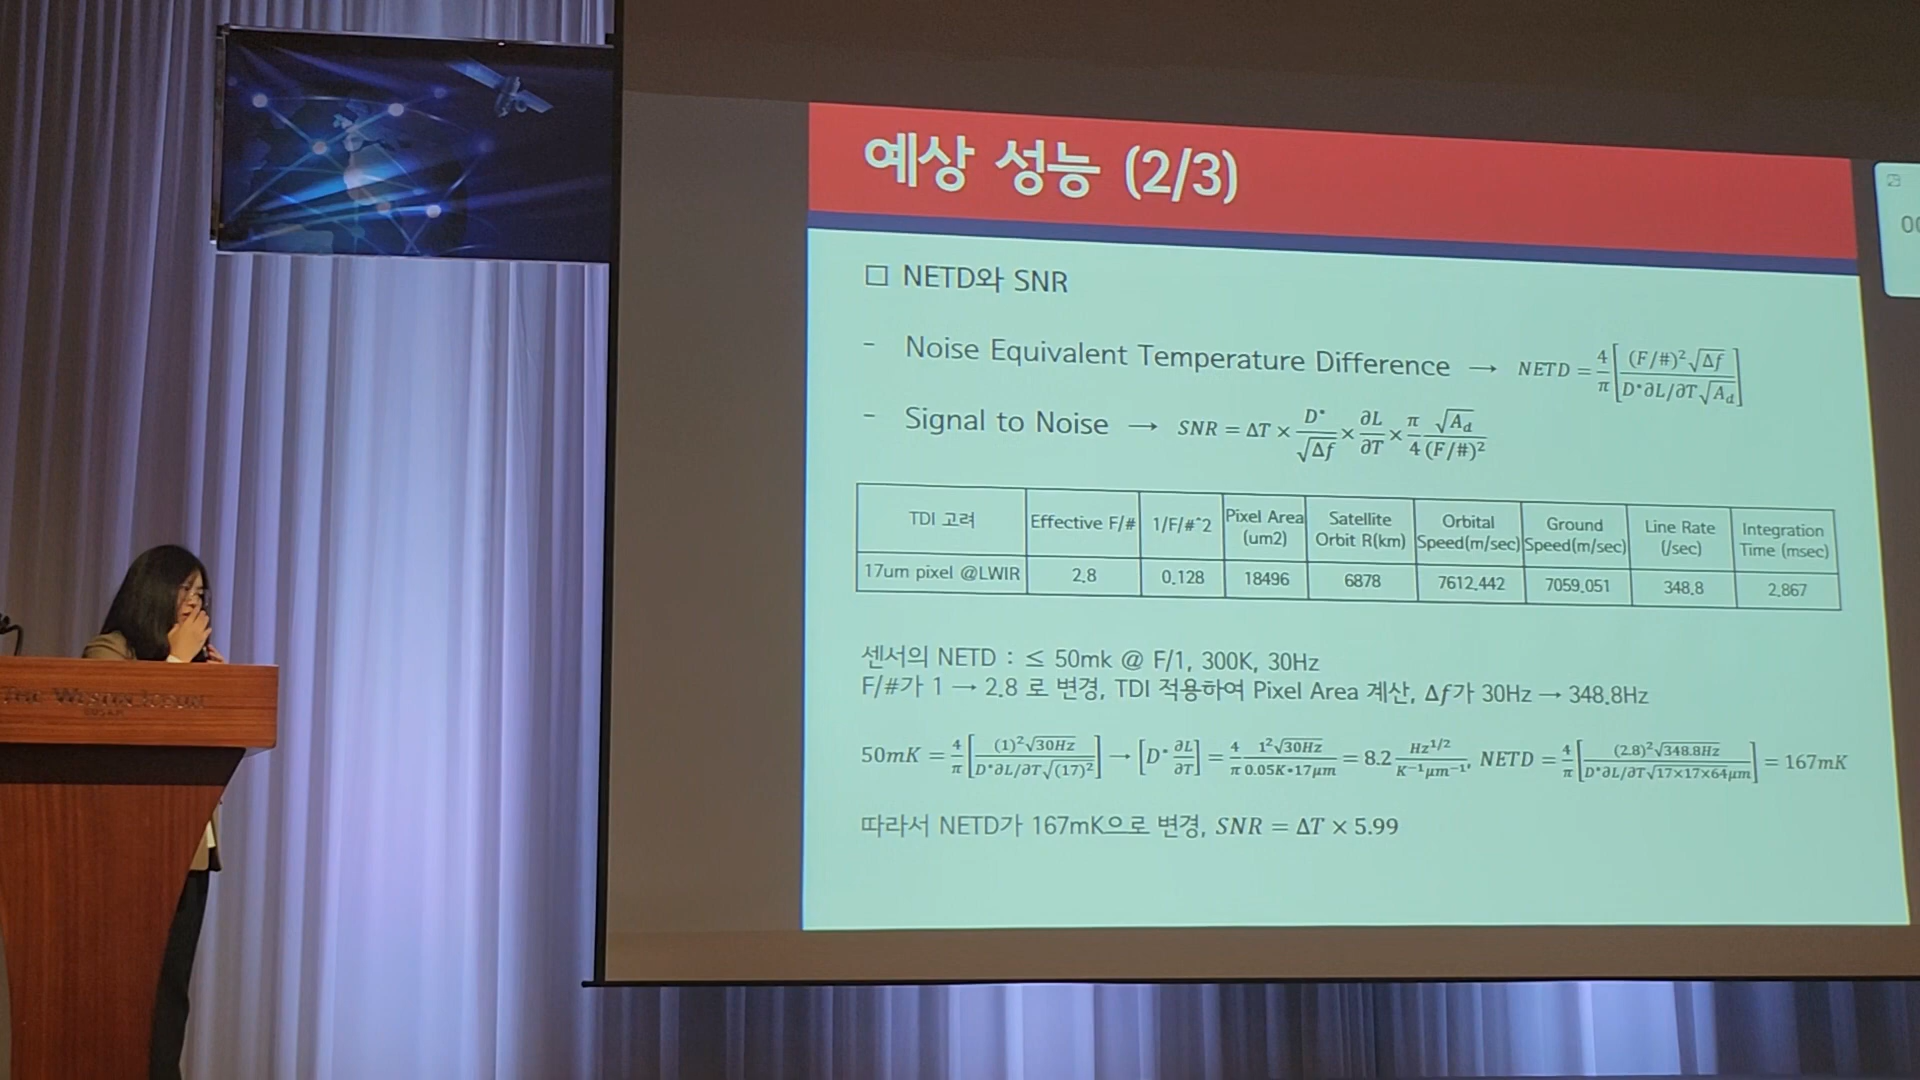 예상 성능 (2/3)
□ NETD와 SNR
- Noise Equivalent Temperature Difference → NETD = 4/π [(F/#)²√Δf / D*∂L/∂T√A_d]
- Signal to Noise → SNR = ΔT × D*/√Δf × ∂L/∂T × π/4 √A_d/(F/#)²
TDI 고려 | Effective F/# | 1/F/#^2 | Pixel Area (um2) | Satellite Orbit R(km) | Orbital Speed(m/sec) | Ground Speed(m/sec) | Line Rate (/sec) | Integration Time (msec)
17um pixel @LWIR | 2.8 | 0.128 | 18496 | 6878 | 7612.442 | 7059.051 | 348.8 | 2.867
센서의 NETD : ≤ 50mk @ F/1, 300K, 30Hz
F/#가 1 → 2.8 로 변경, TDI 적용하여 Pixel Area 계산, Δf가 30Hz → 348.8Hz
50mK = 4/π [(1)²√30Hz / D*∂L/∂T√(17)²] → [D* ∂L/∂T] = 4/π 1²√30Hz / 0.05K•17μm = 8.2 Hz^1/2 / K⁻¹μm⁻¹, NETD = 4/π [(2.8)²√348.8Hz / D*∂L/∂T√17×17×64μm] = 167mK
따라서 NETD가 167mK으로 변경, SNR = ΔT × 5.99